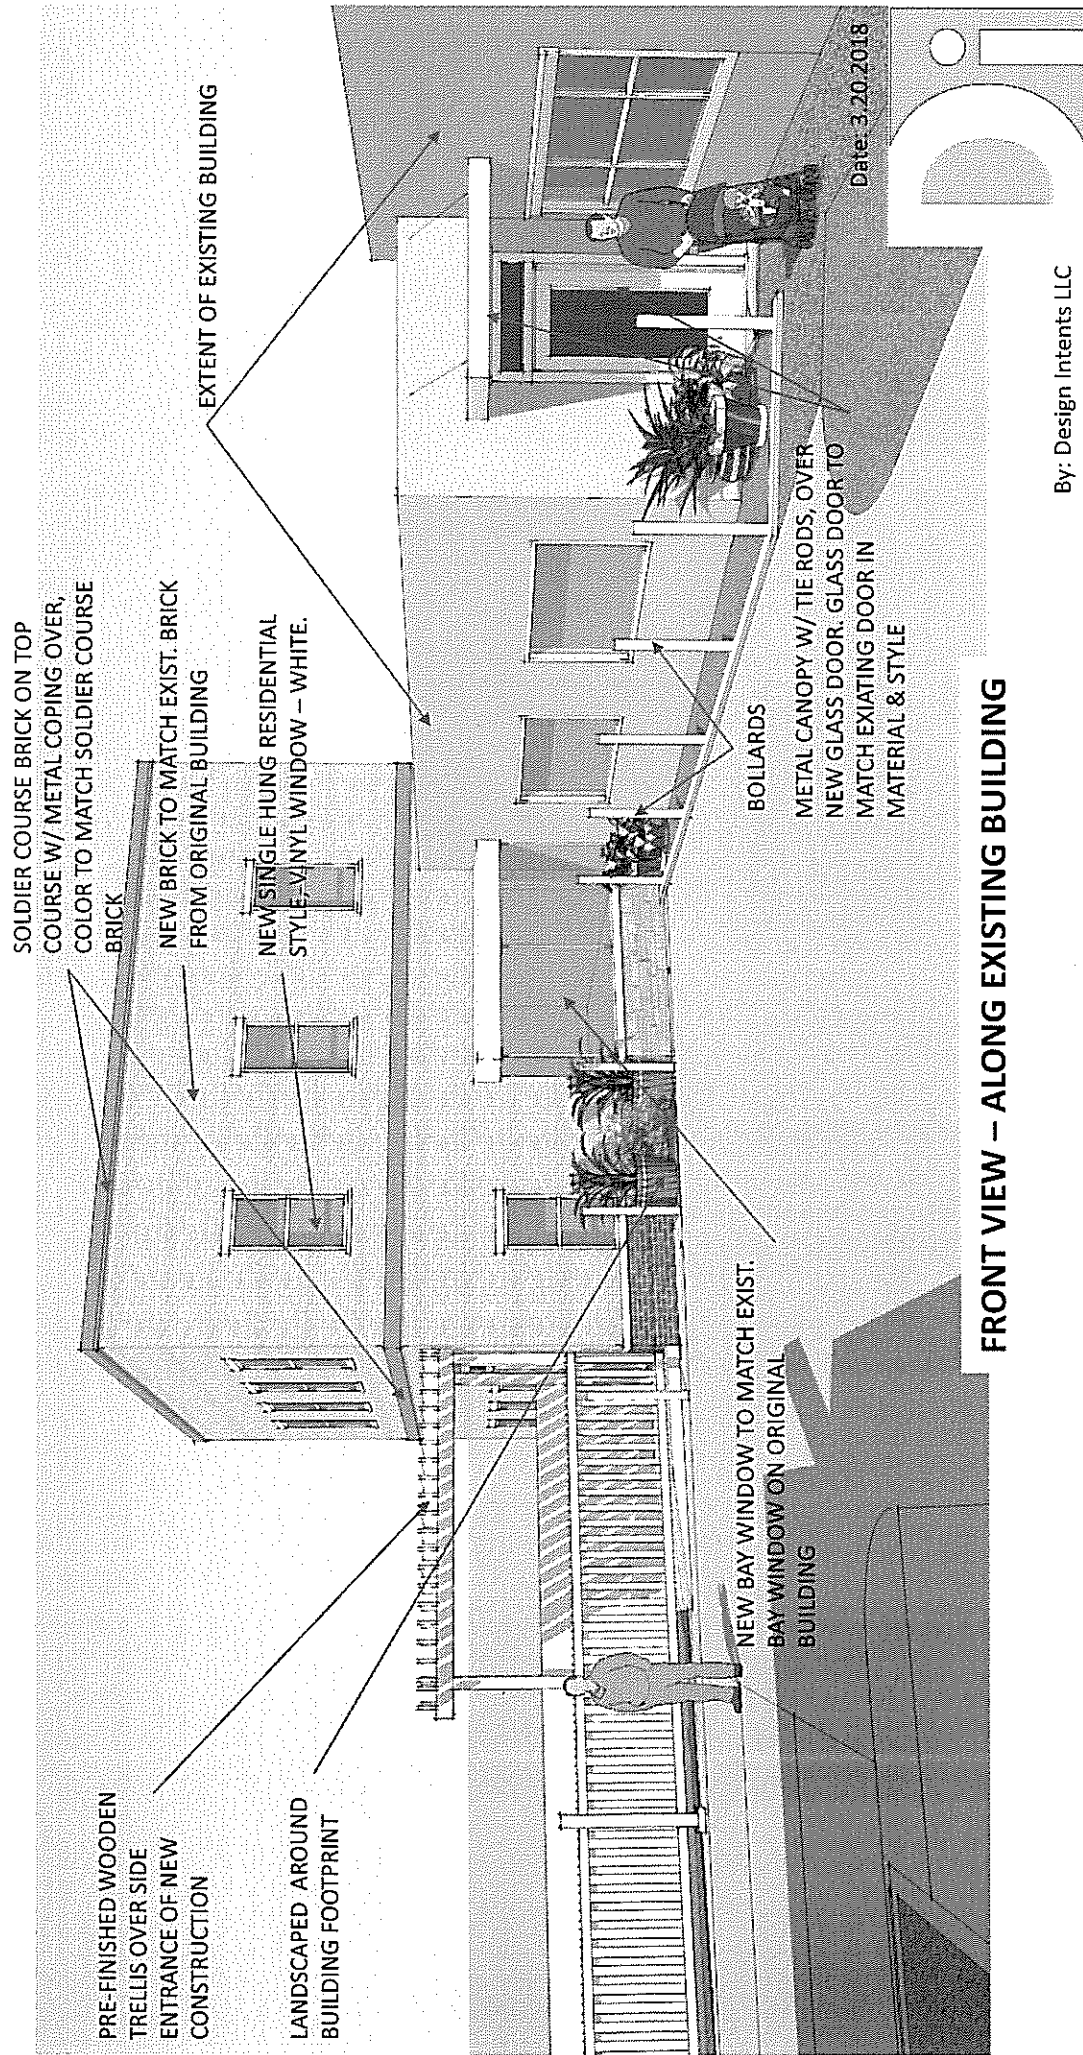 SOLDIER COURSE BRICK ON TOP
COURSE W/ METAL COPING OVER,
COLOR TO MATCH SOLDIER COURSE
BRICK
PRE-FINISHED WOODEN
TRELLIS OVER SIDE
ENTRANCE OF NEW
CONSTRUCTION
NEW BRICK TO MATCH EXIST. BRICK
FROM ORIGINAL BUILDING
EXTENT OF EXISTING BUILDING
NEW SINGLE HUNG RESIDENTIAL
STYLE, VINYL WINDOW – WHITE.
LANDSCAPED AROUND
BUILDING FOOTPRINT
NEW BAY WINDOW TO MATCH EXIST.
BAY WINDOW ON ORIGINAL
BUILDING
BOLLARDS
METAL CANOPY W/ TIE RODS, OVER
NEW GLASS DOOR. GLASS DOOR TO
MATCH EXIATING DOOR IN
MATERIAL & STYLE
Date: 3.20.2018
FRONT VIEW – ALONG EXISTING BUILDING
By: Design Intents LLC
Di